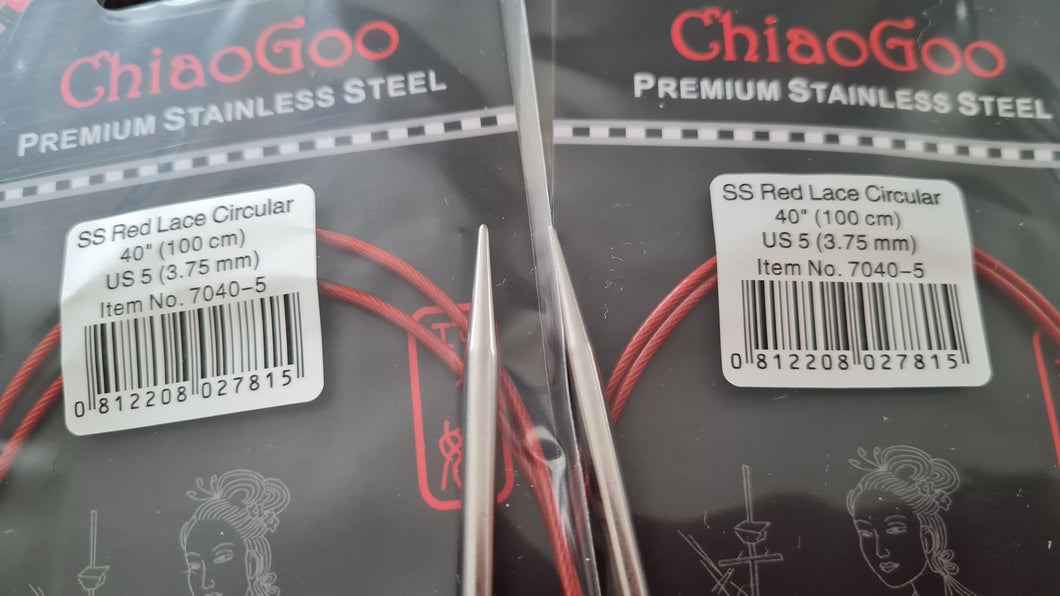 ChiaoGoo
PREMIUM STAINLESS STEEL
SS Red Lace Circular
40" (100 cm)
US 5 (3.75 mm)
Item No. 7040-5
0 812208 027815
ChiaoGoo
PREMIUM STAINLESS STEEL
SS Red Lace Circular
40" (100 cm)
US 5 (3.75 mm)
Item No. 7040-5
0 812208 027815